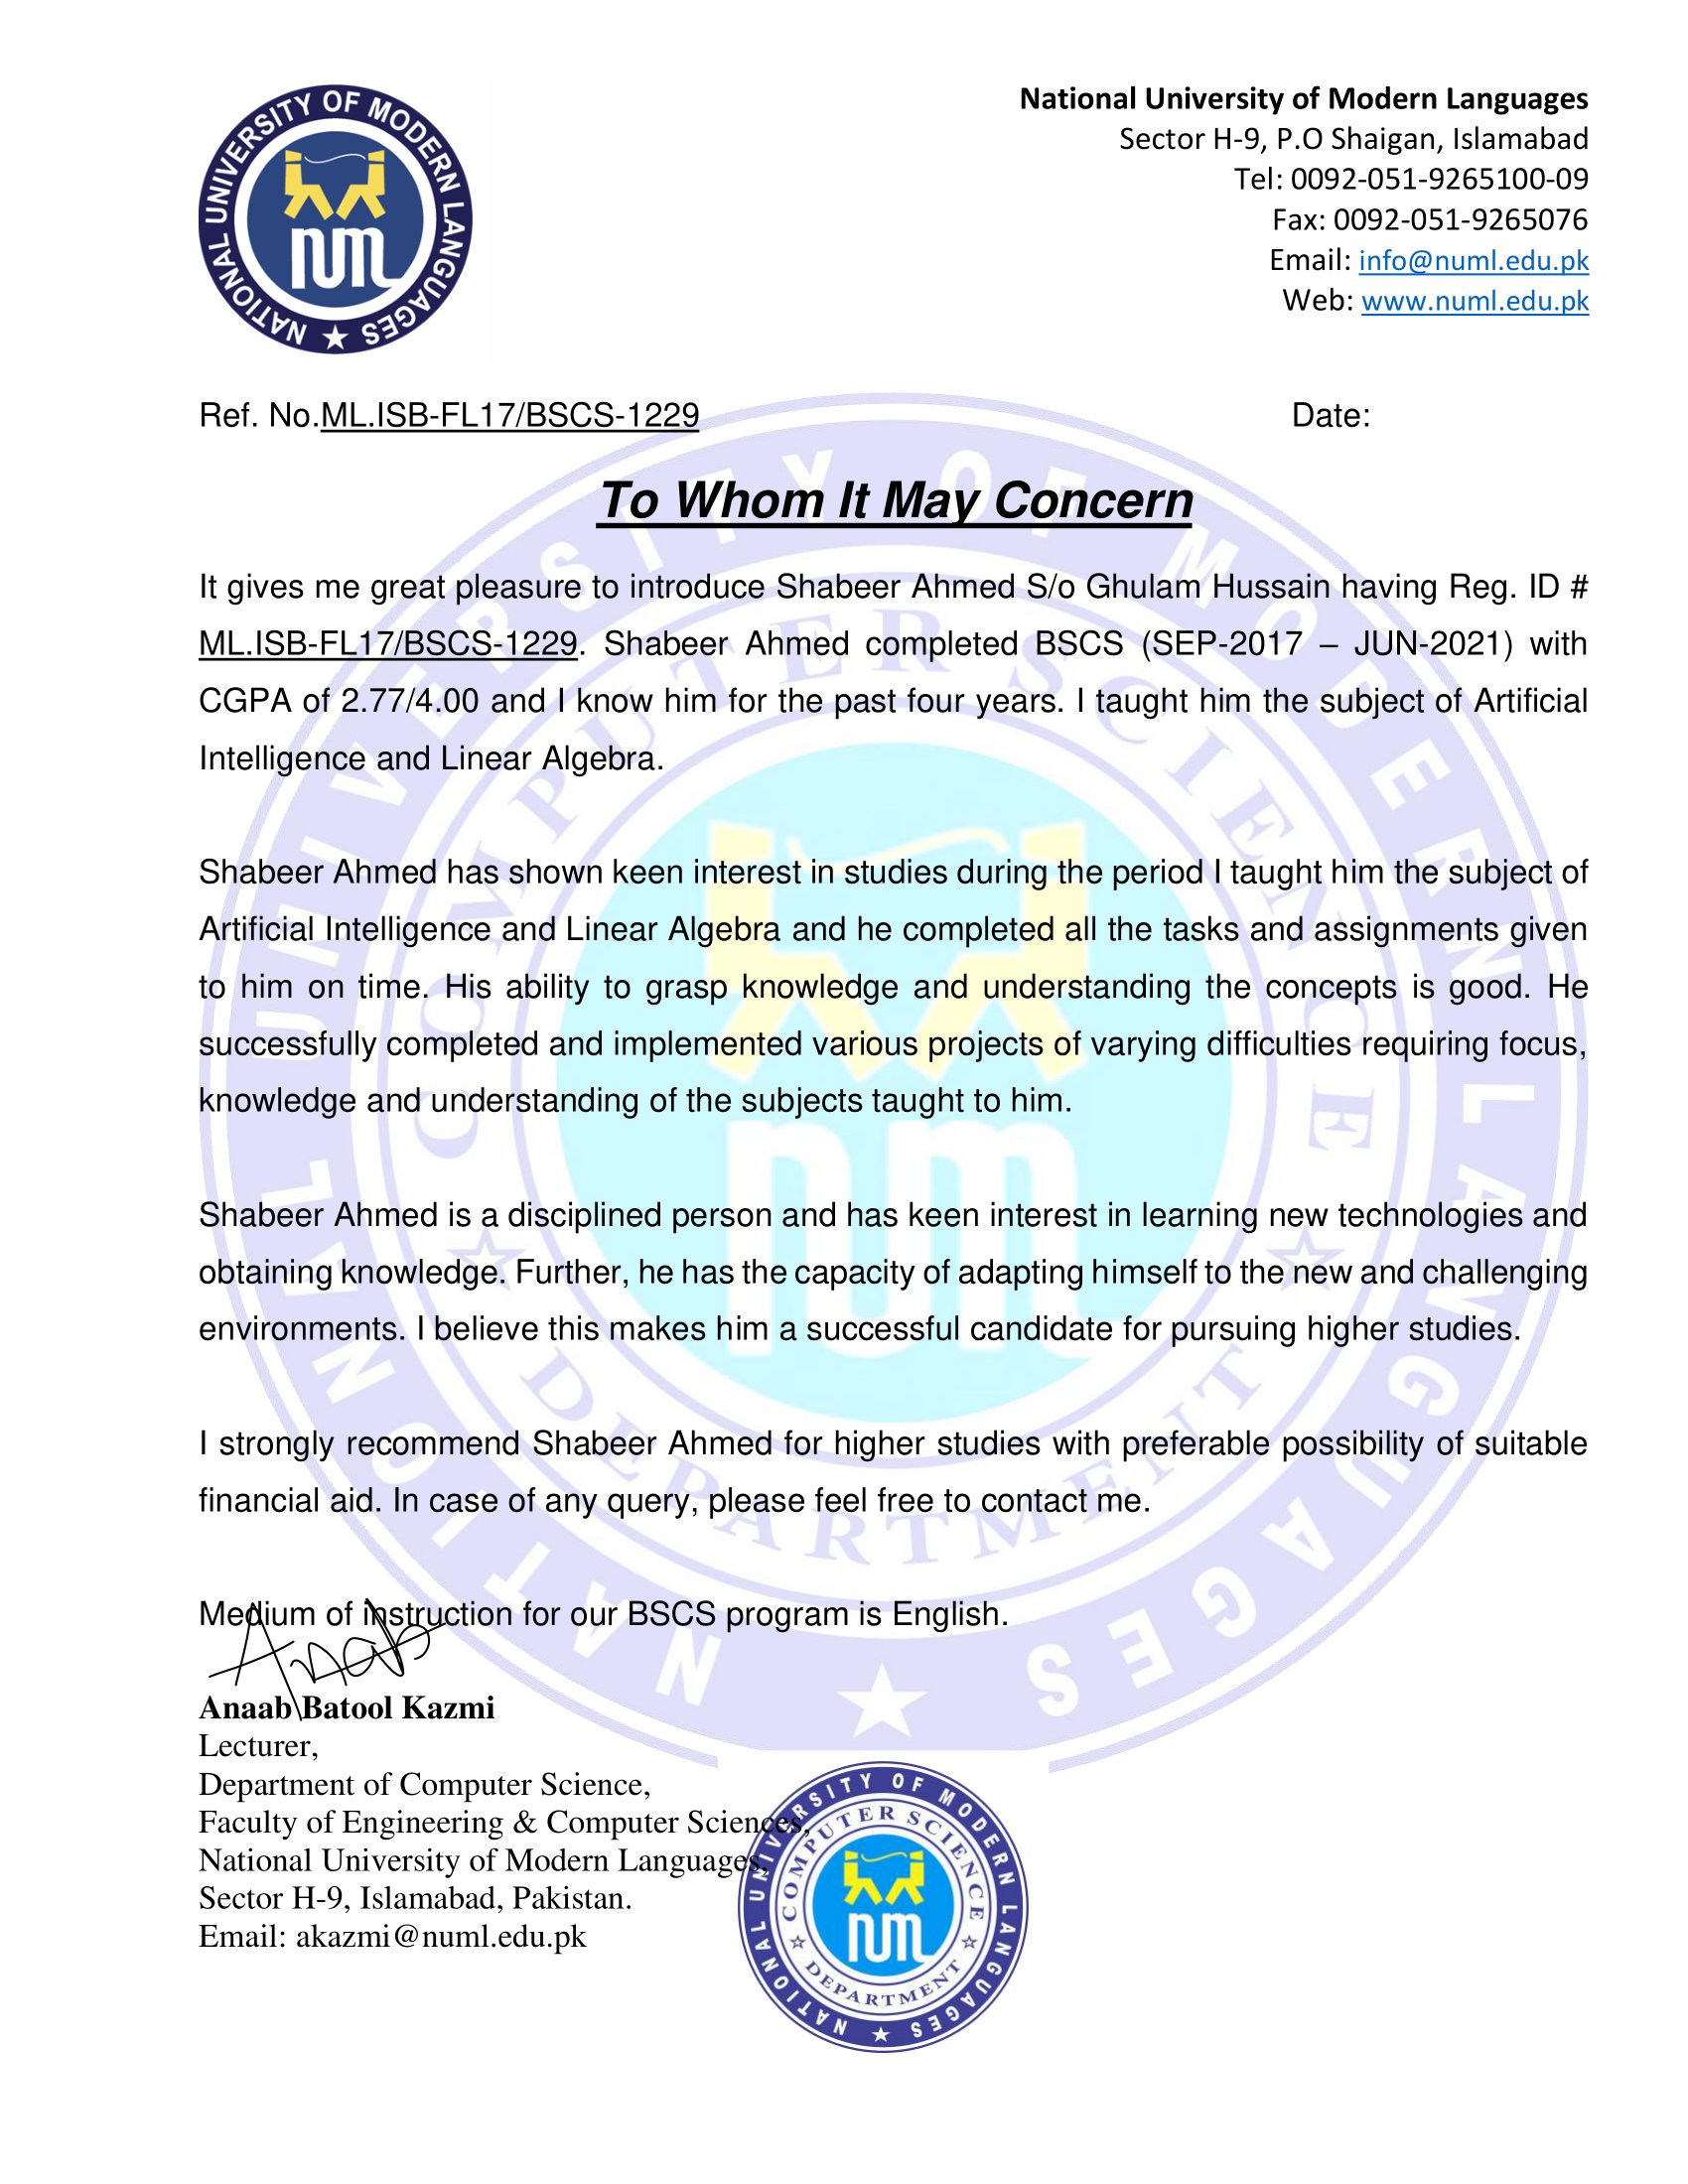 NATIONAL UNIVERSITY OF MODERN LANGUAGES
num
National University of Modern Languages
Sector H-9, P.O Shaigan, Islamabad
Tel: 0092-051-9265100-09
Fax: 0092-051-9265076
Email: info@numl.edu.pk
Web: www.numl.edu.pk
Ref. No.ML.ISB-FL17/BSCS-1229 Date:
To Whom It May Concern
It gives me great pleasure to introduce Shabeer Ahmed S/o Ghulam Hussain having Reg. ID #
ML.ISB-FL17/BSCS-1229. Shabeer Ahmed completed BSCS (SEP-2017 – JUN-2021) with
CGPA of 2.77/4.00 and I know him for the past four years. I taught him the subject of Artificial
Intelligence and Linear Algebra.
Shabeer Ahmed has shown keen interest in studies during the period I taught him the subject of
Artificial Intelligence and Linear Algebra and he completed all the tasks and assignments given
to him on time. His ability to grasp knowledge and understanding the concepts is good. He
successfully completed and implemented various projects of varying difficulties requiring focus,
knowledge and understanding of the subjects taught to him.
Shabeer Ahmed is a disciplined person and has keen interest in learning new technologies and
obtaining knowledge. Further, he has the capacity of adapting himself to the new and challenging
environments. I believe this makes him a successful candidate for pursuing higher studies.
I strongly recommend Shabeer Ahmed for higher studies with preferable possibility of suitable
financial aid. In case of any query, please feel free to contact me.
Medium of instruction for our BSCS program is English.
Anaab
Anaab Batool Kazmi
Lecturer,
Department of Computer Science,
Faculty of Engineering & Computer Sciences,
National University of Modern Languages,
Sector H-9, Islamabad, Pakistan.
Email: akazmi@numl.edu.pk
NATIONAL UNIVERSITY OF MODERN LANGUAGES
COMPUTER SCIENCE
DEPARTMENT
num
NATIONAL UNIVERSITY OF MODERN LANGUAGES
COMPUTER SCIENCE
DEPARTMENT
num